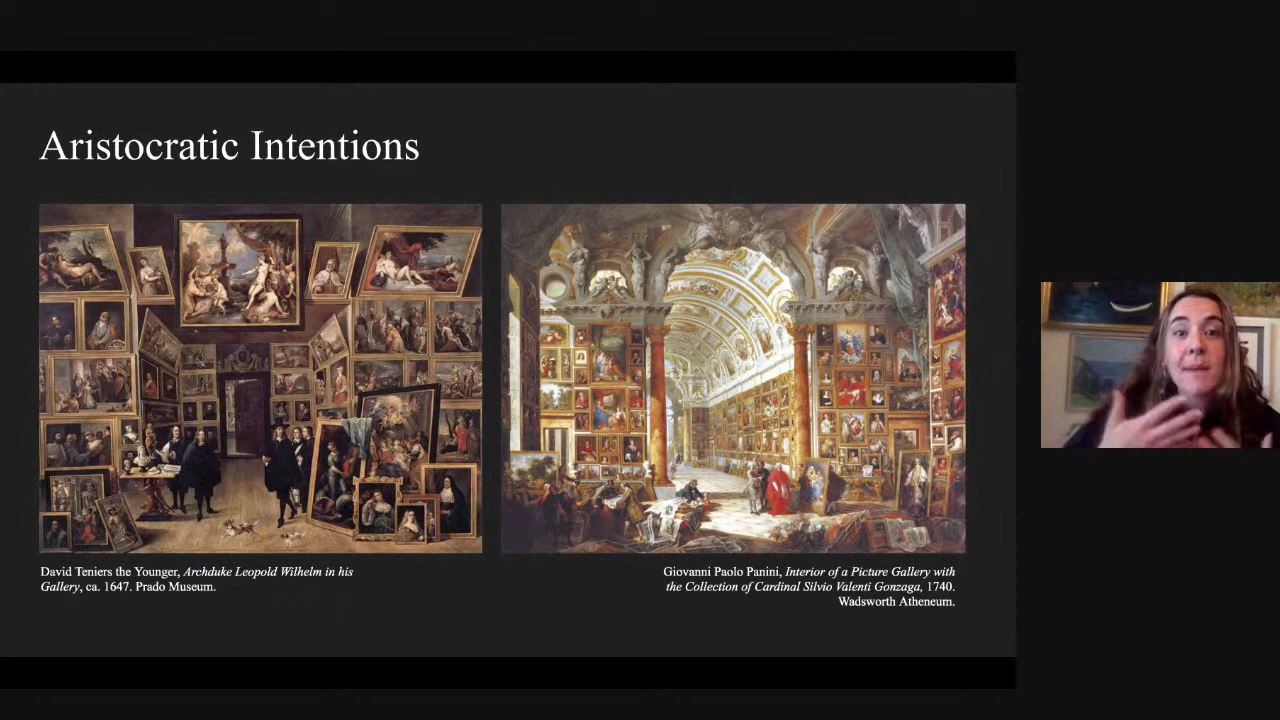 Aristocratic Intentions
David Teniers the Younger, Archduke Leopold Wilhelm in his
Gallery, ca. 1647. Prado Museum.
Giovanni Paolo Panini, Interior of a Picture Gallery with
the Collection of Cardinal Silvio Valenti Gonzaga, 1740.
Wadsworth Atheneum.